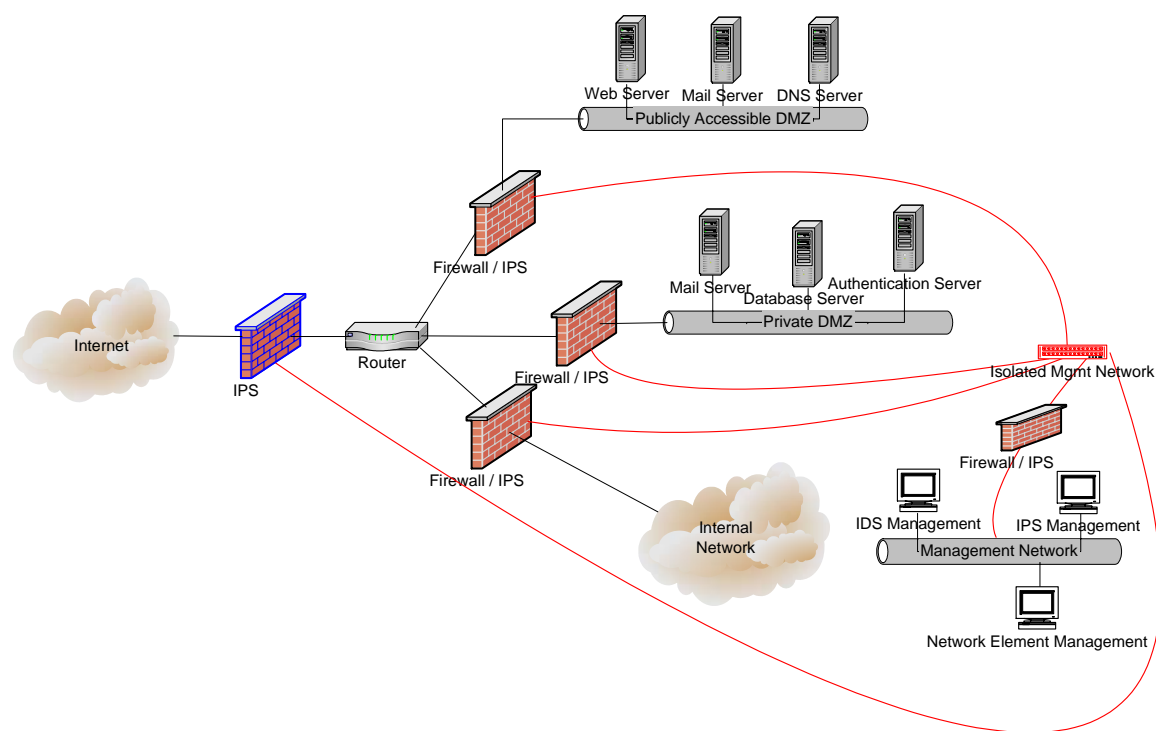 Web Server
Mail Server
DNS Server
Publicly Accessible DMZ
Firewall / IPS
Mail Server
Database Server
Authentication Server
Private DMZ
Internet
IPS
Router
Firewall / IPS
Isolated Mgmt Network
Firewall / IPS
Firewall / IPS
Internal
Network
IDS Management
IPS Management
Management Network
Network Element Management